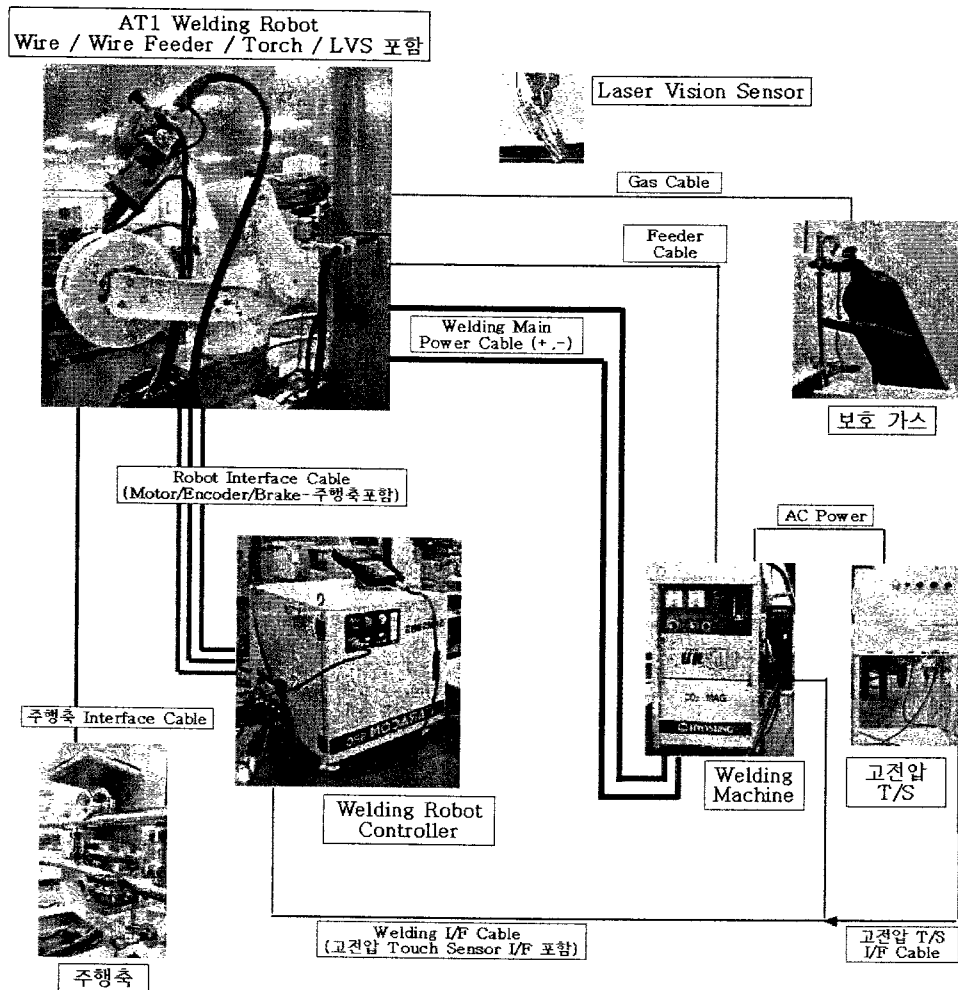 AT1 Welding Robot
Wire / Wire Feeder / Torch / LVS 포함
Laser Vision Sensor
Gas Cable
Feeder
Cable
Welding Main
Power Cable (+,-)
보호 가스
Robot Interface Cable
(Motor/Encoder/Brake-주행축포함)
AC Power
주행축 Interface Cable
CO2 MAG
HYOSUNG
Welding
Machine
고전압
T/S
Welding Robot
Controller
Welding I/F Cable
(고전압 Touch Sensor I/F 포함)
고전압 T/S
I/F Cable
주행축